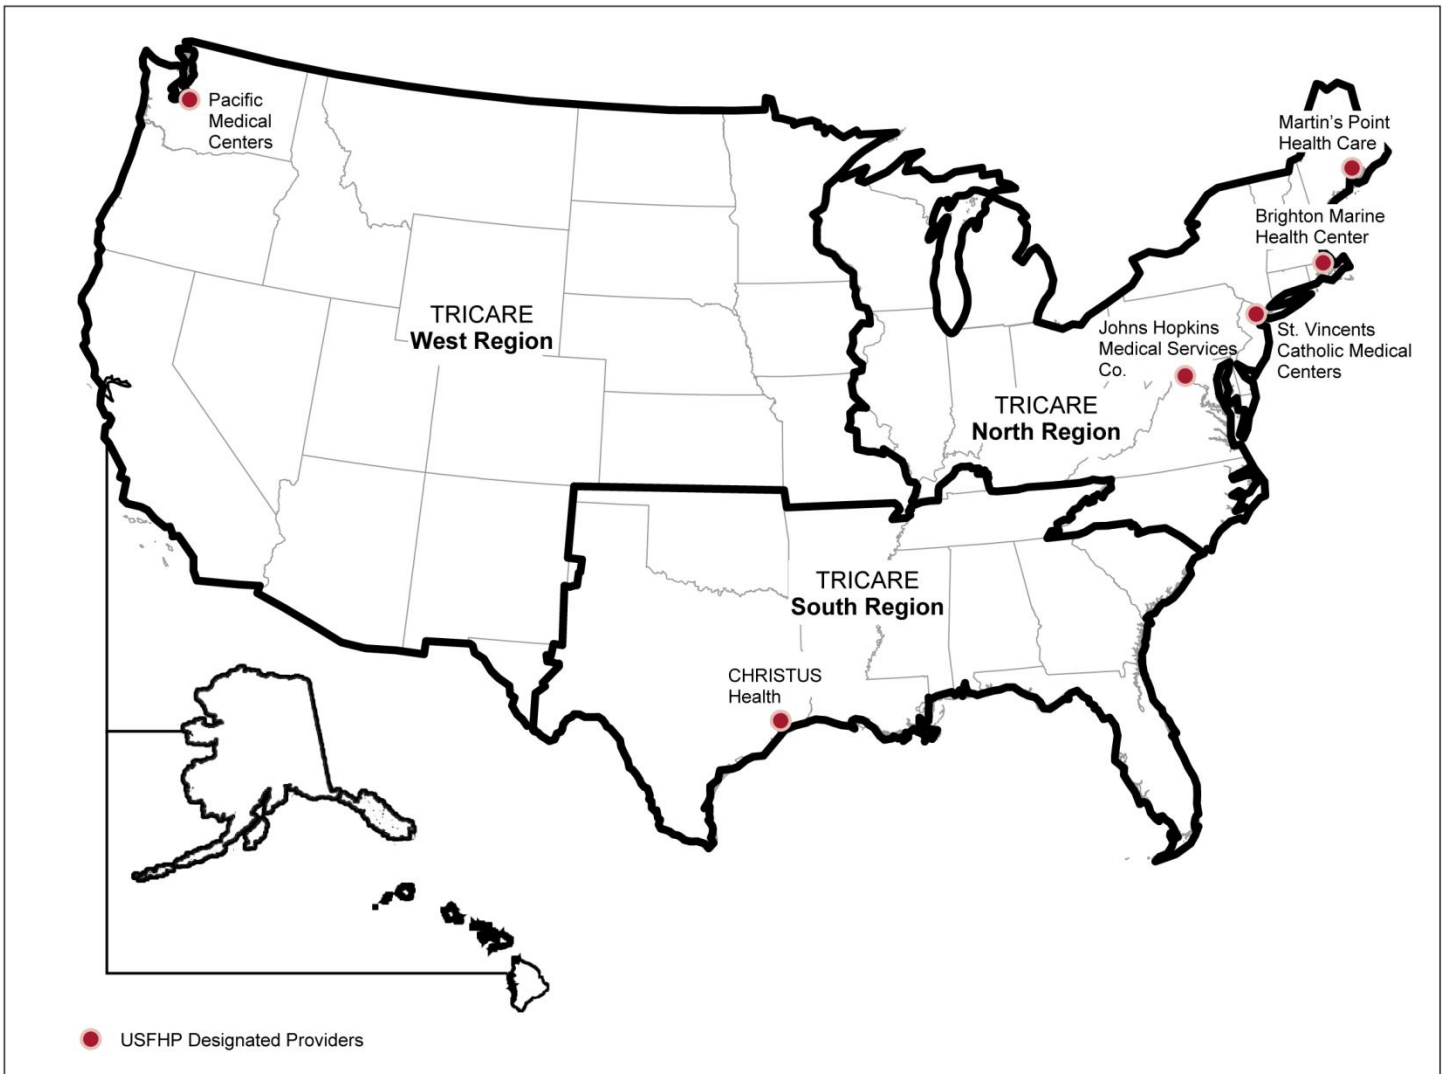 Pacific
Medical
Centers
Martin's Point
Health Care
Brighton Marine
Health Center
TRICARE
West Region
Johns Hopkins
Medical Services
Co.
St. Vincents
Catholic Medical
Centers
TRICARE
North Region
TRICARE
South Region
CHRISTUS
Health
USFHP Designated Providers